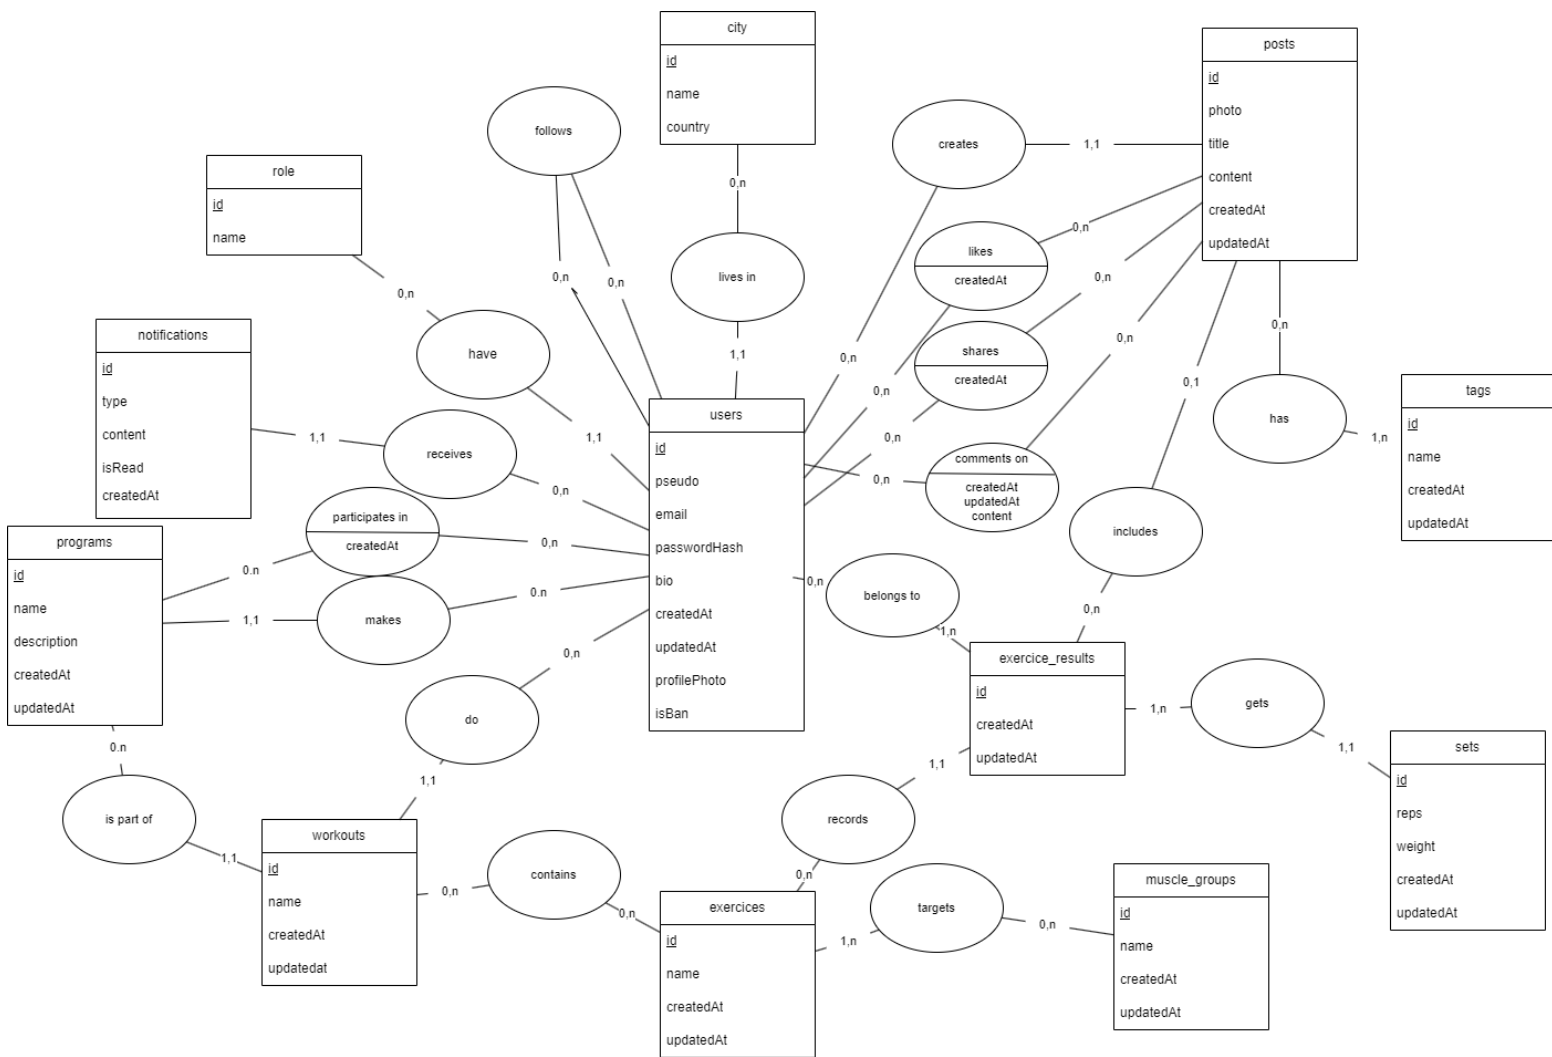 city
id
name
country
posts
id
photo
title
content
createdAt
updatedAt
follows
creates
1,1
role
id
name
0,n
0,n
likes
createdAt
0,n
lives in
0,n
0,n
0,n
0,n
notifications
id
type
content
isRead
createdAt
have
1,1
0,n
shares
createdAt
0,n
0,n
0,1
users
id
pseudo
email
passwordHash
bio
createdAt
updatedAt
profilePhoto
isBan
0,n
has
1,n
tags
id
name
createdAt
updatedAt
1,1
receives
1,1
0,n
0,n
comments on
createdAt
updatedAt
content
0,n
participates in
createdAt
0,n
includes
programs
id
name
description
createdAt
updatedAt
0.n
1,1
makes
0.n
0,n
belongs to
1,n
0,n
exercice_results
id
createdAt
updatedAt
0,n
do
1,n
gets
1,1
sets
id
reps
weight
createdAt
updatedAt
0.n
is part of
1,1
1,1
workouts
id
name
createdAt
updatedat
1,1
records
0,n
0,n
contains
0,n
exercices
id
name
createdAt
updatedAt
targets
1,n
0,n
muscle_groups
id
name
createdAt
updatedAt